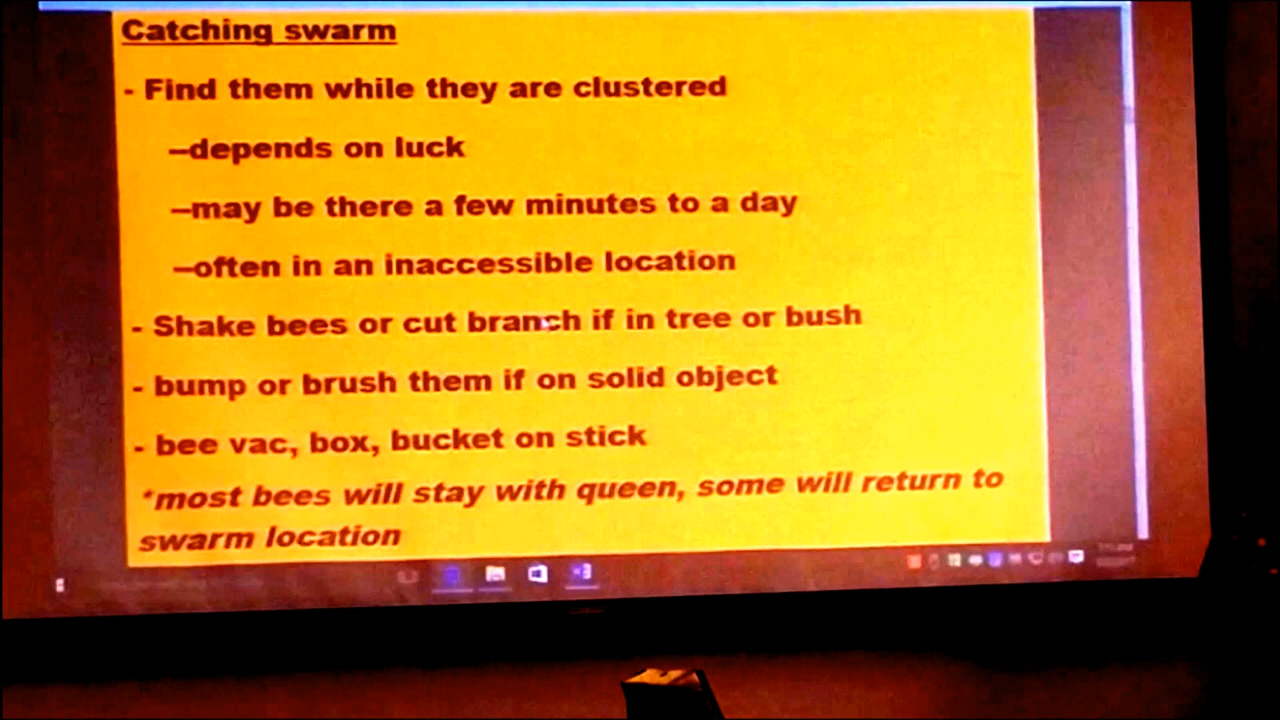 Catching swarm
- Find them while they are clustered
–depends on luck
–may be there a few minutes to a day
–often in an inaccessible location
- Shake bees or cut branch if in tree or bush
- bump or brush them if on solid object
- bee vac, box, bucket on stick
*most bees will stay with queen, some will return to
swarm location